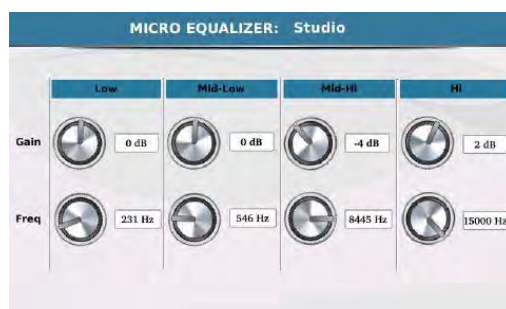 MICRO EQUALIZER: Studio
Low Mid-Low Mid-Hi Hi
Gain 0 dB 0 dB -4 dB 2 dB
Freq 231 Hz 546 Hz 8445 Hz 15000 Hz